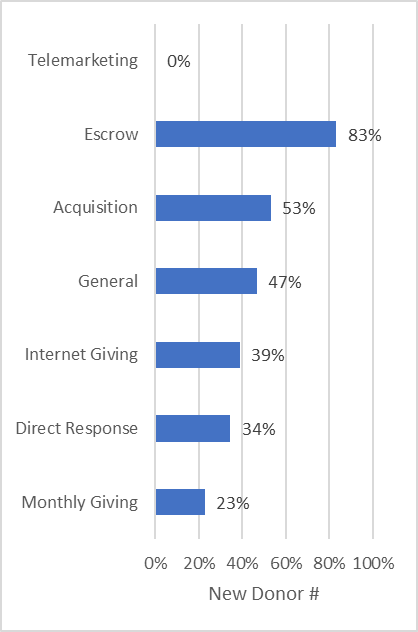 Telemarketing 0%
Escrow 83%
Acquisition 53%
General 47%
Internet Giving 39%
Direct Response 34%
Monthly Giving 23%
0% 20% 40% 60% 80% 100%
New Donor #